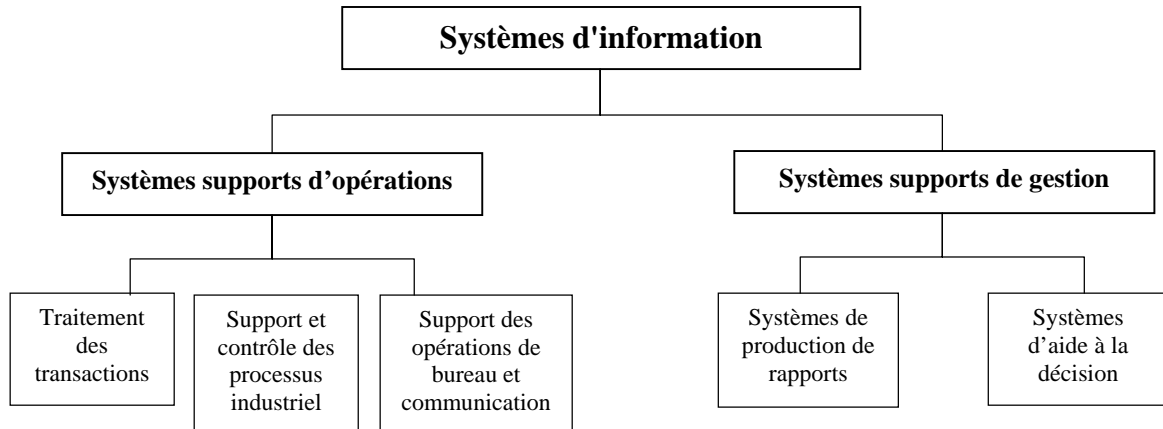 Systèmes d'information
Systèmes supports d’opérations
Systèmes supports de gestion
Traitement
des
transactions
Support et
contrôle des
processus
industriel
Support des
opérations de
bureau et
communication
Systèmes de
production de
rapports
Systèmes
d’aide à la
décision